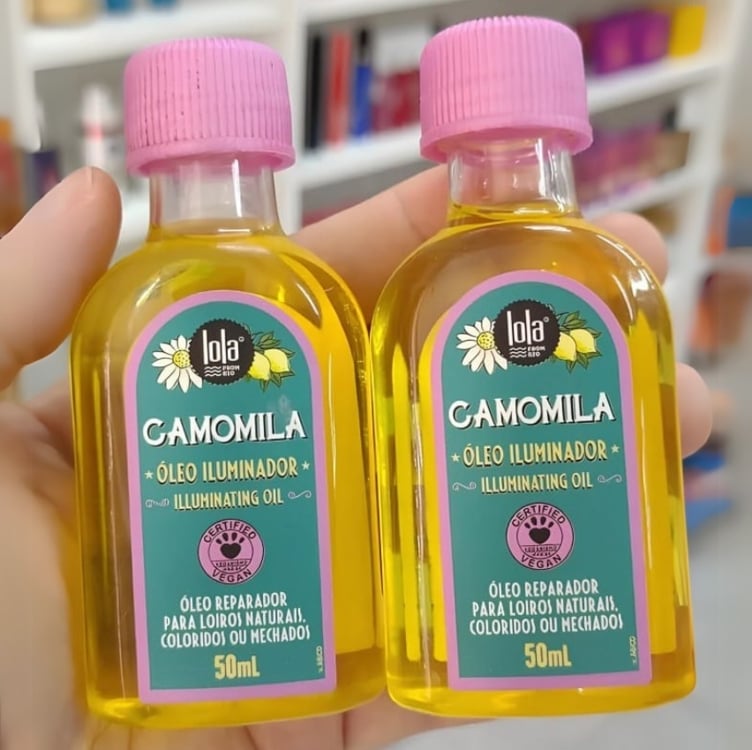 lola
FROM
RIO
CAMOMILA
ÓLEO ILUMINADOR
ILLUMINATING OIL
CERTIFIED
VEGAN
ÓLEO REPARADOR
PARA LOIROS NATURAIS,
COLORIDOS OU MECHADOS
50mL
lola
FROM
RIO
CAMOMILA
ÓLEO ILUMINADOR
ILLUMINATING OIL
CERTIFIED
VEGAN
ÓLEO REPARADOR
PARA LOIROS NATURAIS,
COLORIDOS OU MECHADOS
50mL